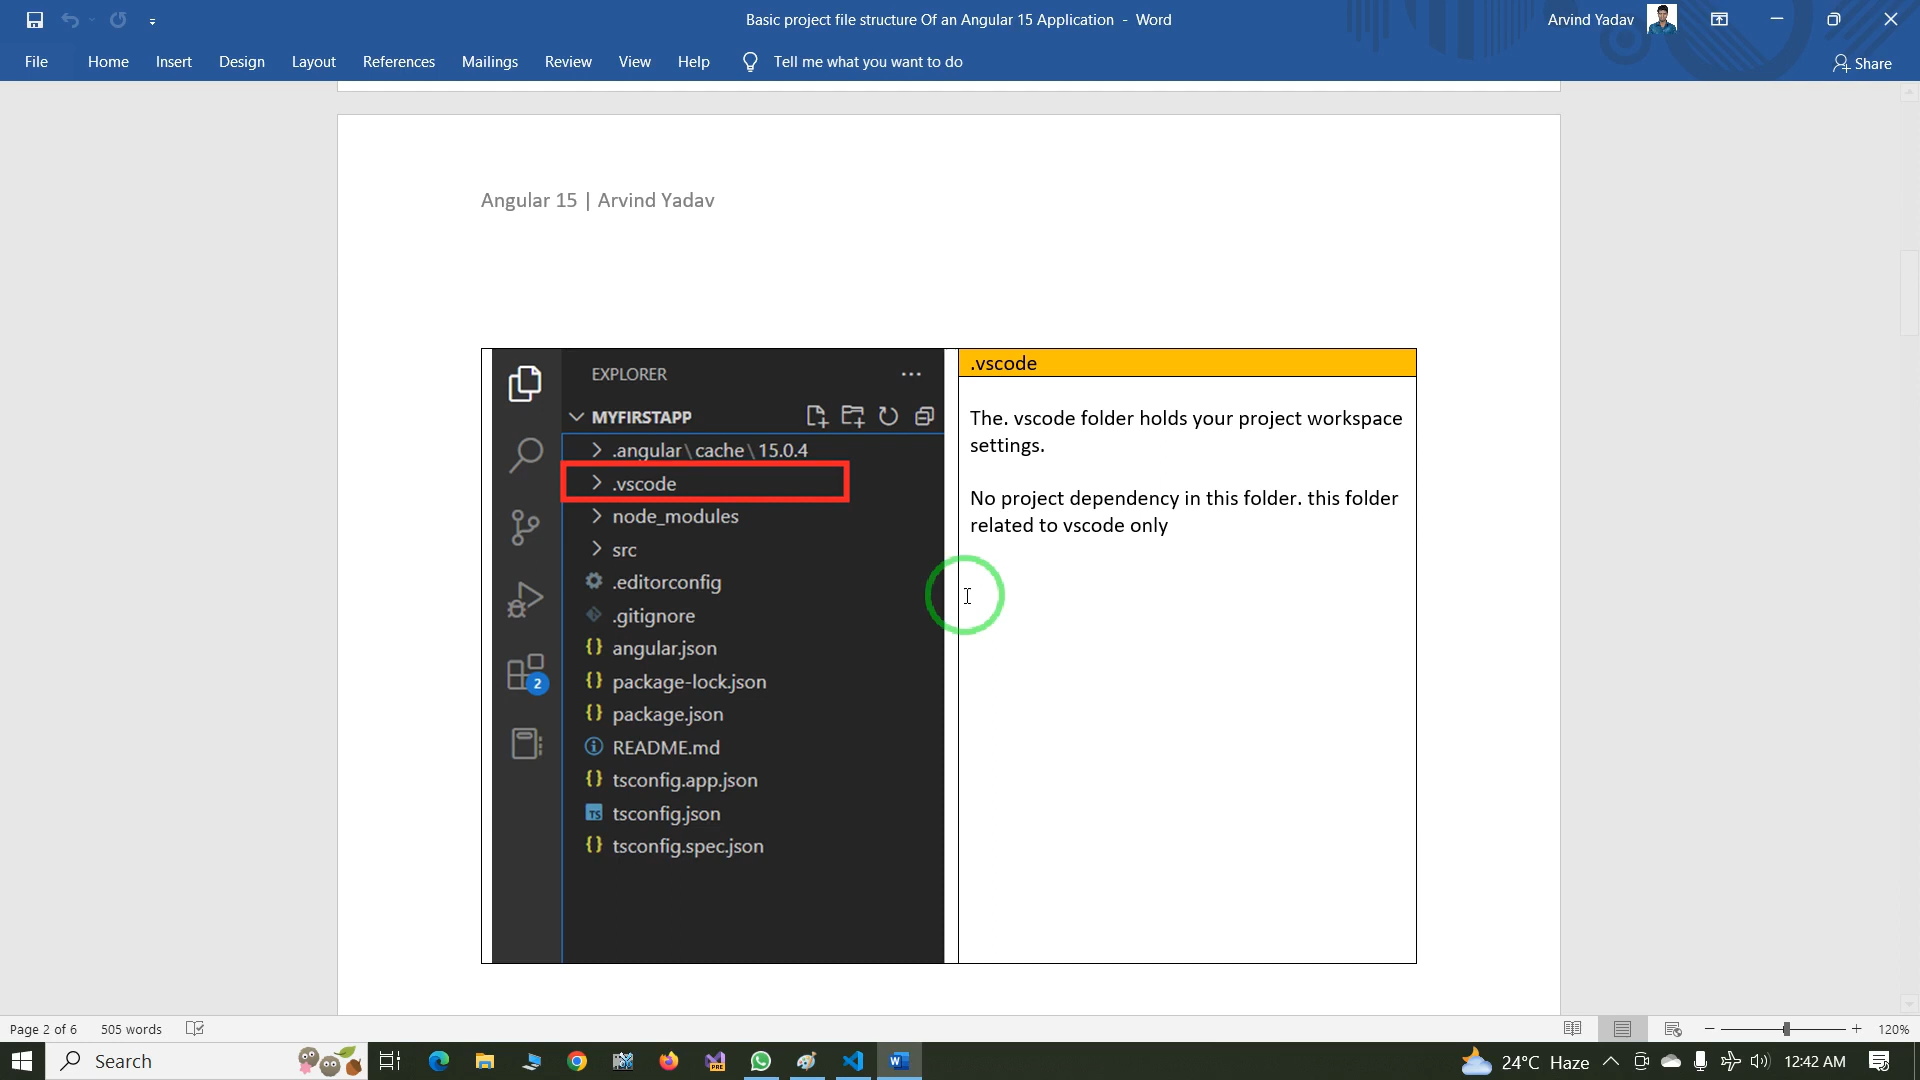 Basic project file structure Of an Angular 15 Application - Word
Arvind Yadav
File
Home
Insert
Design
Layout
References
Mailings
Review
View
Help
Tell me what you want to do
Share
Angular 15 | Arvind Yadav
EXPLORER
MYFIRSTAPP
.angular\cache\15.0.4
.vscode
node_modules
src
.editorconfig
.gitignore
{} angular.json
{} package-lock.json
{} package.json
README.md
{} tsconfig.app.json
TS tsconfig.json
{} tsconfig.spec.json
2
.vscode
The. vscode folder holds your project workspace
settings.
No project dependency in this folder. this folder
related to vscode only
Page 2 of 6
505 words
120%
Search
PRE
24°C Haze
12:42 AM